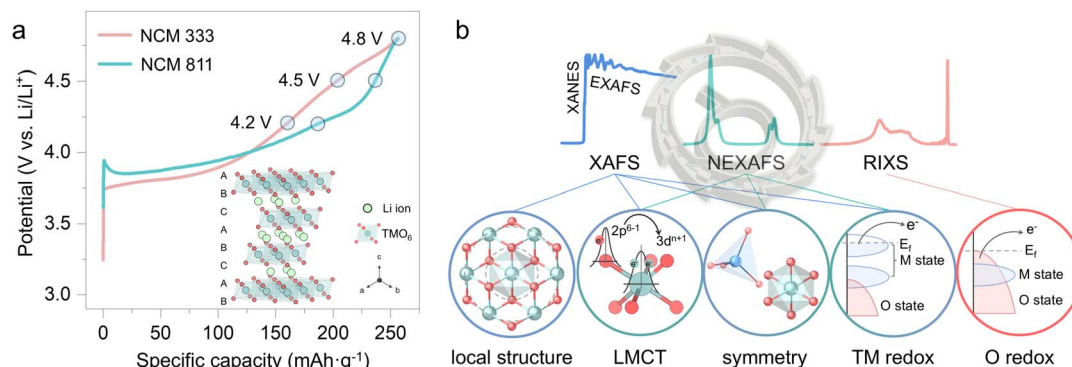 a
NCM 333
NCM 811
4.8 V
4.5 V
4.2 V
Potential (V vs. Li/Li⁺)
4.5
4.0
3.5
3.0
0 50 100 150 200 250
Specific capacity (mAh·g⁻¹)
A
B
C
A
B
C
A
B
Li ion
TMO₆
c
a b
b
XANES
EXAFS
XAFS NEXAFS RIXS
2p⁶⁻¹
3dⁿ⁺¹
e⁻
e⁻ e⁻
e⁻
E_f
M state
O state
e⁻
E_f
M state
O state
local structure LMCT symmetry TM redox O redox